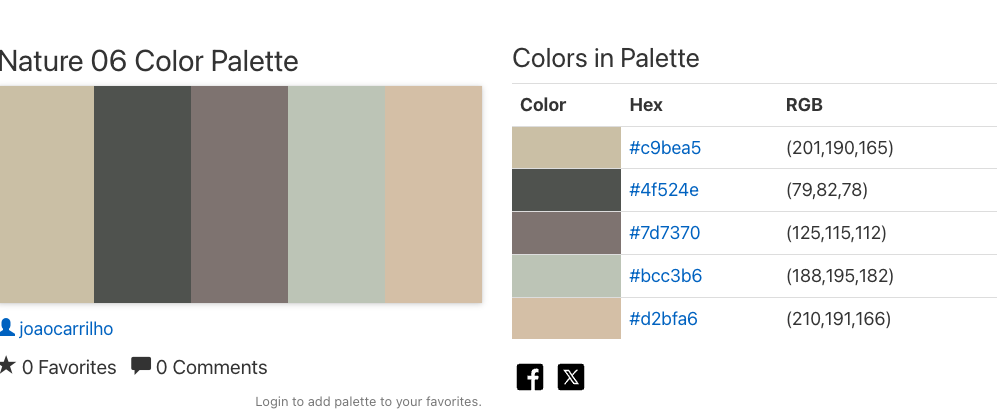 Nature 06 Color Palette
joaocarrilho
0 Favorites 0 Comments
Login to add palette to your favorites.
Colors in Palette
Color Hex RGB
#c9bea5 (201,190,165)
#4f524e (79,82,78)
#7d7370 (125,115,112)
#bcc3b6 (188,195,182)
#d2bfa6 (210,191,166)